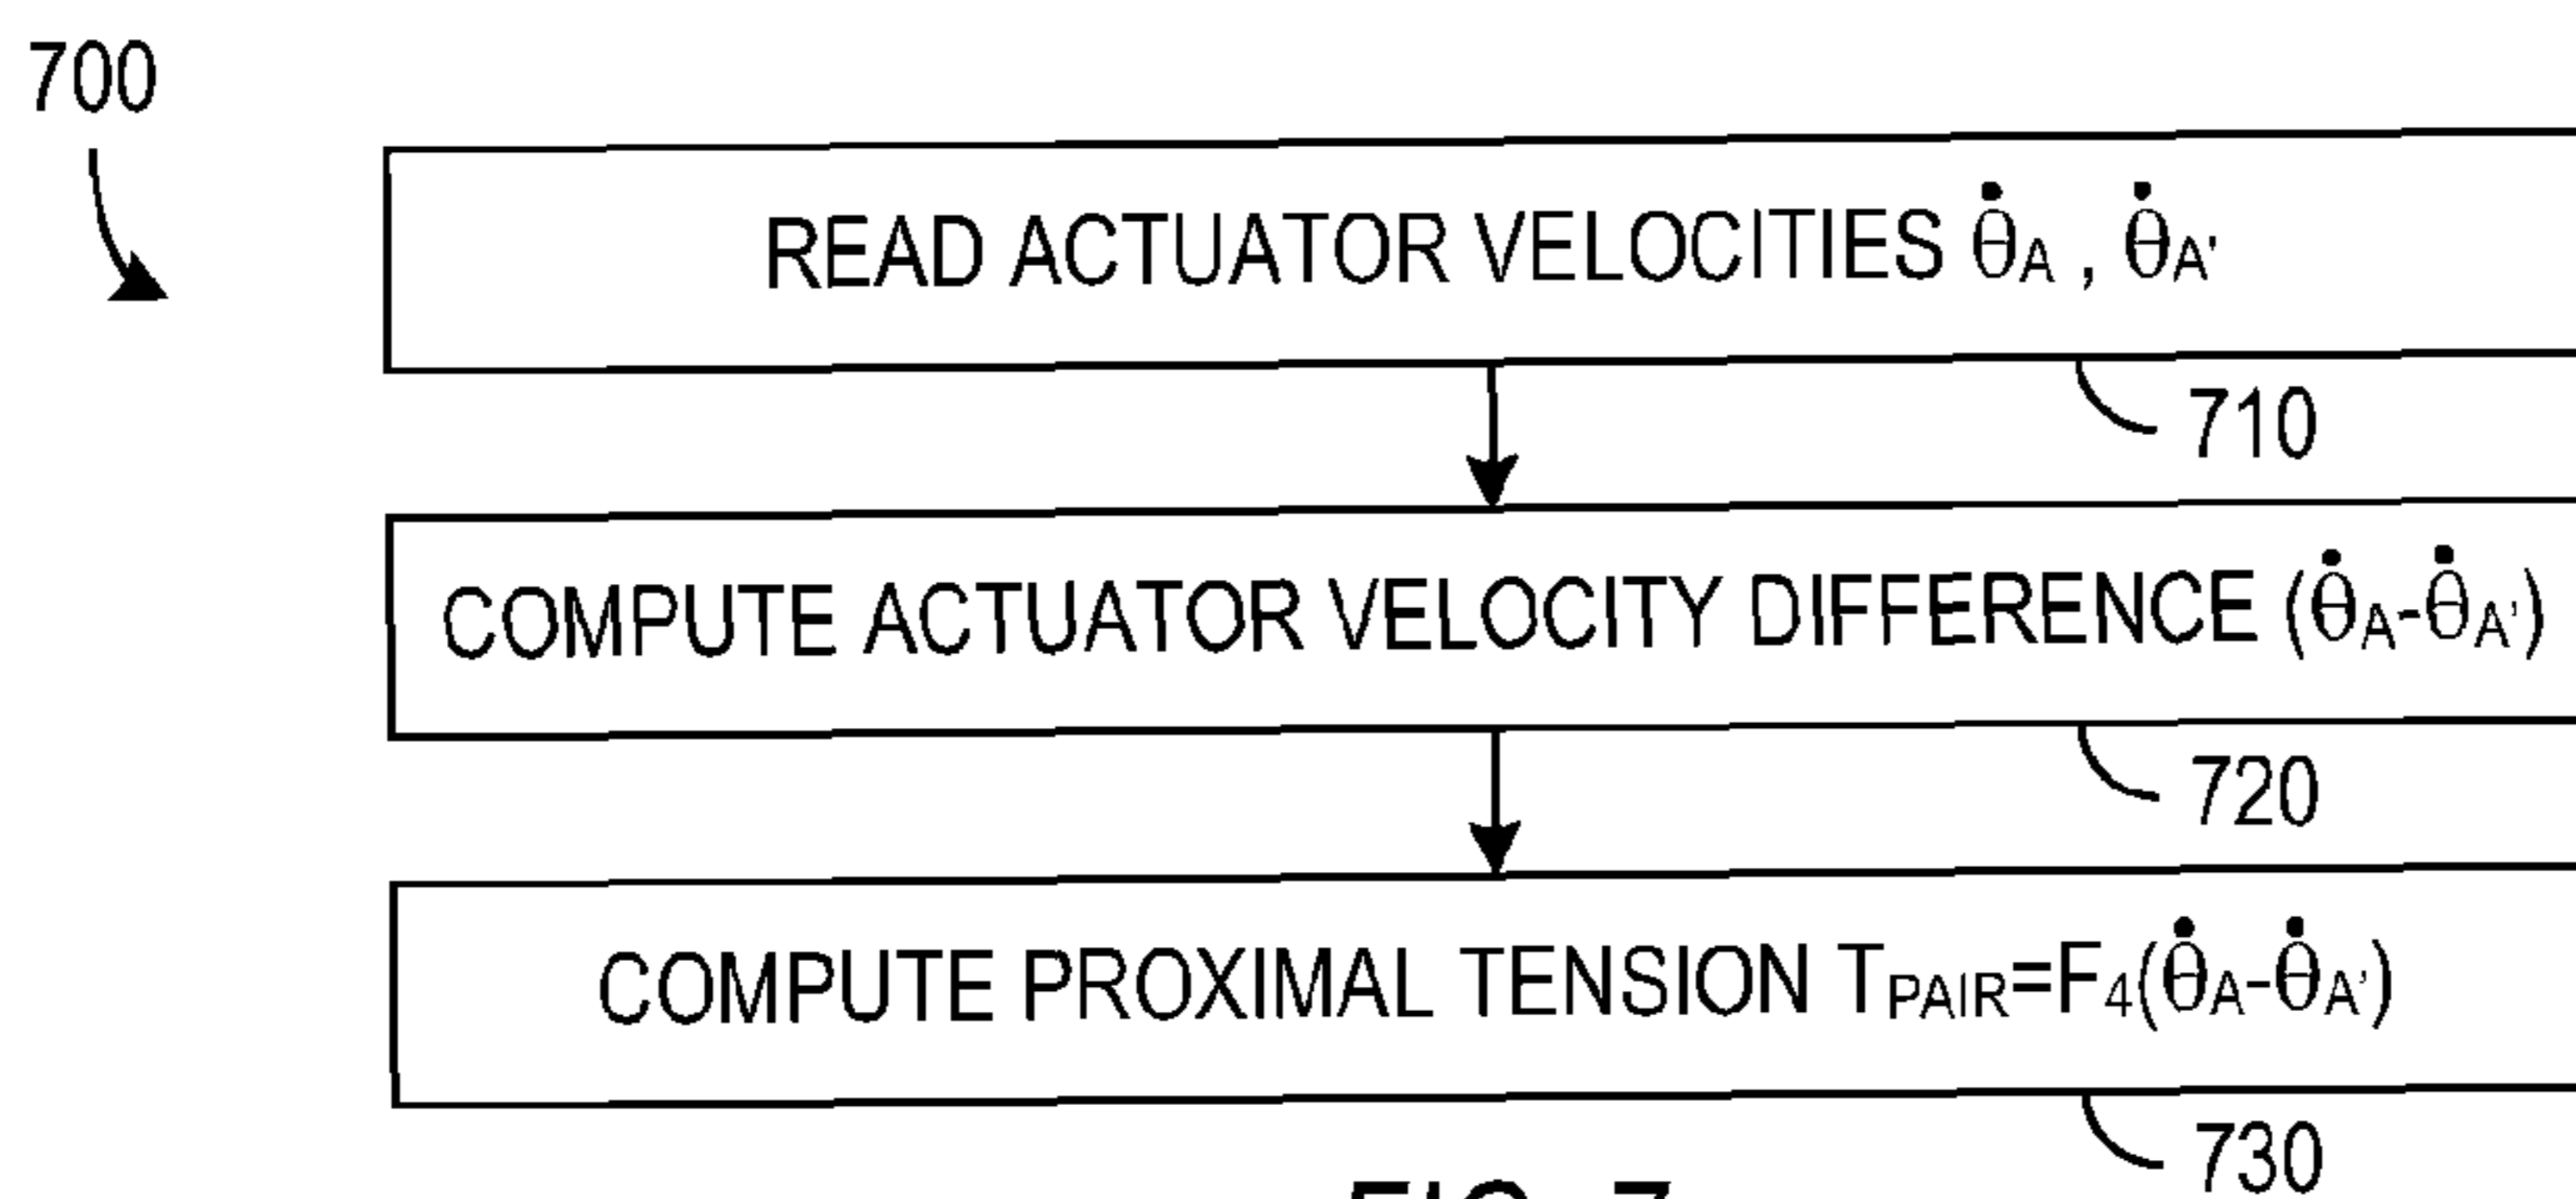 700
READ ACTUATOR VELOCITIES θ̇A , θ̇A'
710
COMPUTE ACTUATOR VELOCITY DIFFERENCE (θ̇A-θ̇A')
720
COMPUTE PROXIMAL TENSION TPAIR=F4(θ̇A-θ̇A')
730